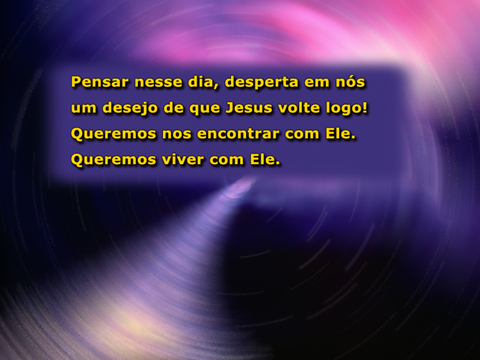 Pensar nesse dia, desperta em nós
um desejo de que Jesus volte logo!
Queremos nos encontrar com Ele.
Queremos viver com Ele.